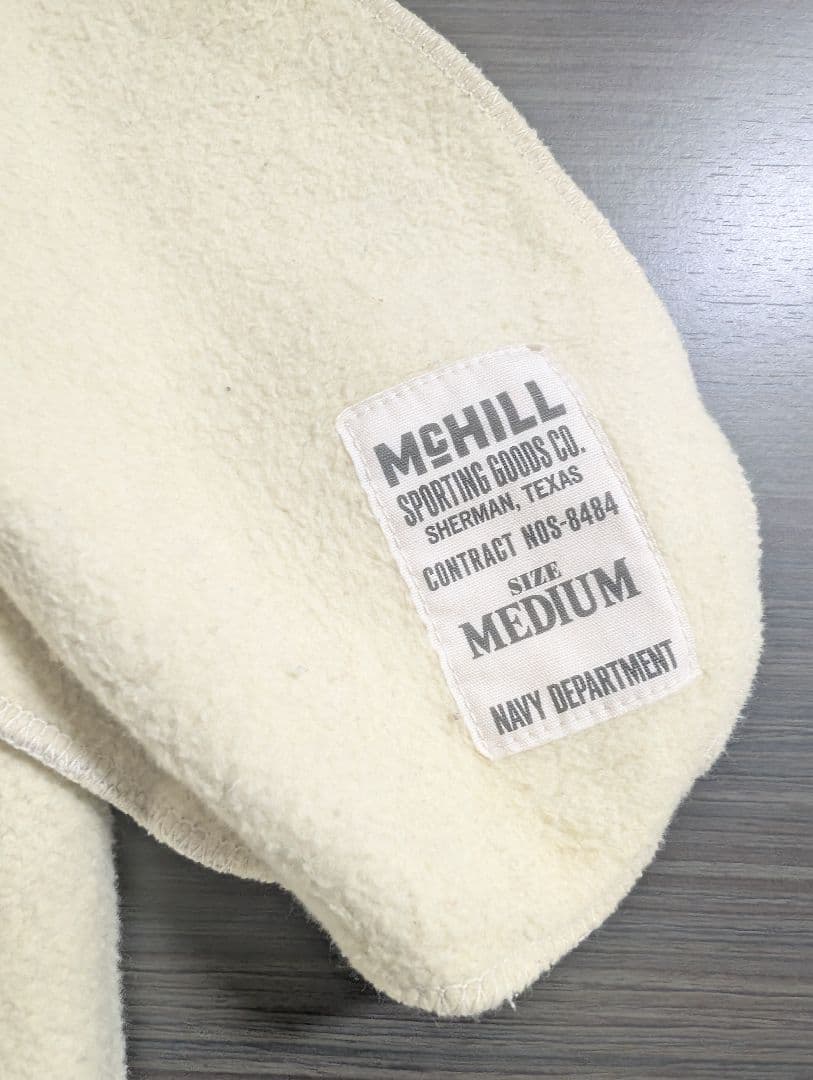 McHILL
SPORTING GOODS CO.
SHERMAN, TEXAS
CONTRACT NOS-8484
SIZE
MEDIUM
NAVY DEPARTMENT